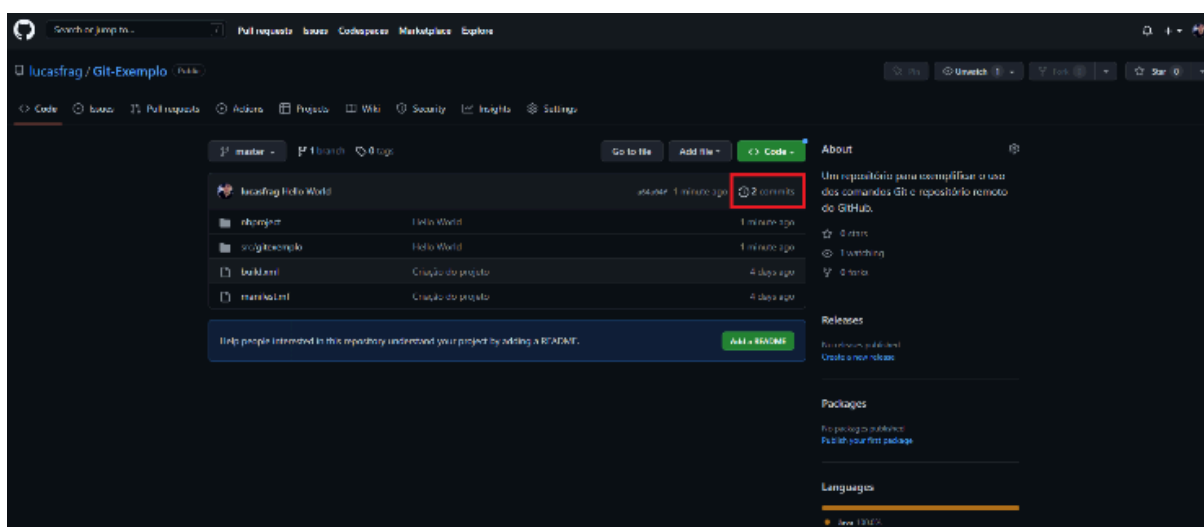 Search or jump to...
Pull requests Issues Codespaces Marketplace Explore
lucasfrag / Git-Exemplo Public
Pin Unwatch 1 Fork 0 Star 0
Code Issues Pull requests Actions Projects Wiki Security Insights Settings
master 1 branch 0 tags Go to file Add file Code
lucasfrag Hello World 1 minute ago 2 commits
nbproject Hello World 1 minute ago
src/gitexemplo Hello World 1 minute ago
build.xml Criação do projeto 4 days ago
manifest.mf Criação do projeto 4 days ago
Help people interested in this repository understand your project by adding a README. Add a README
About
Um repositório para exemplificar o uso
dos comandos Git e repositório remoto
do GitHub.
0 stars
1 watching
0 forks
Releases
No releases published
Create a new release
Packages
No packages published
Publish your first package
Languages
Java 100.0%